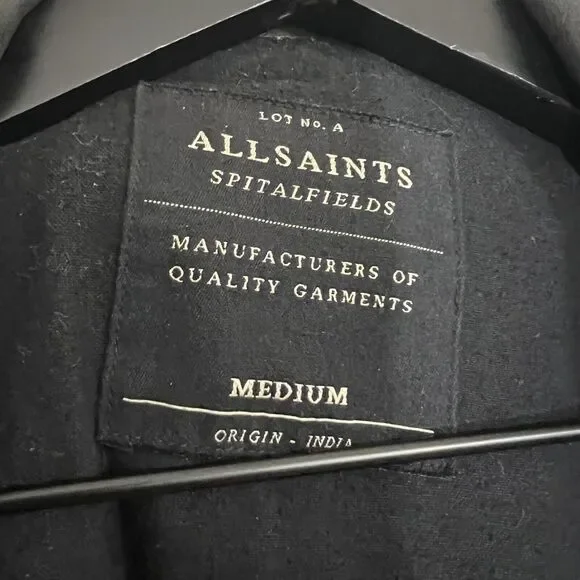 LOT No. A
ALLSAINTS
SPITALFIELDS
MANUFACTURERS OF
QUALITY GARMENTS
MEDIUM
ORIGIN - INDIA